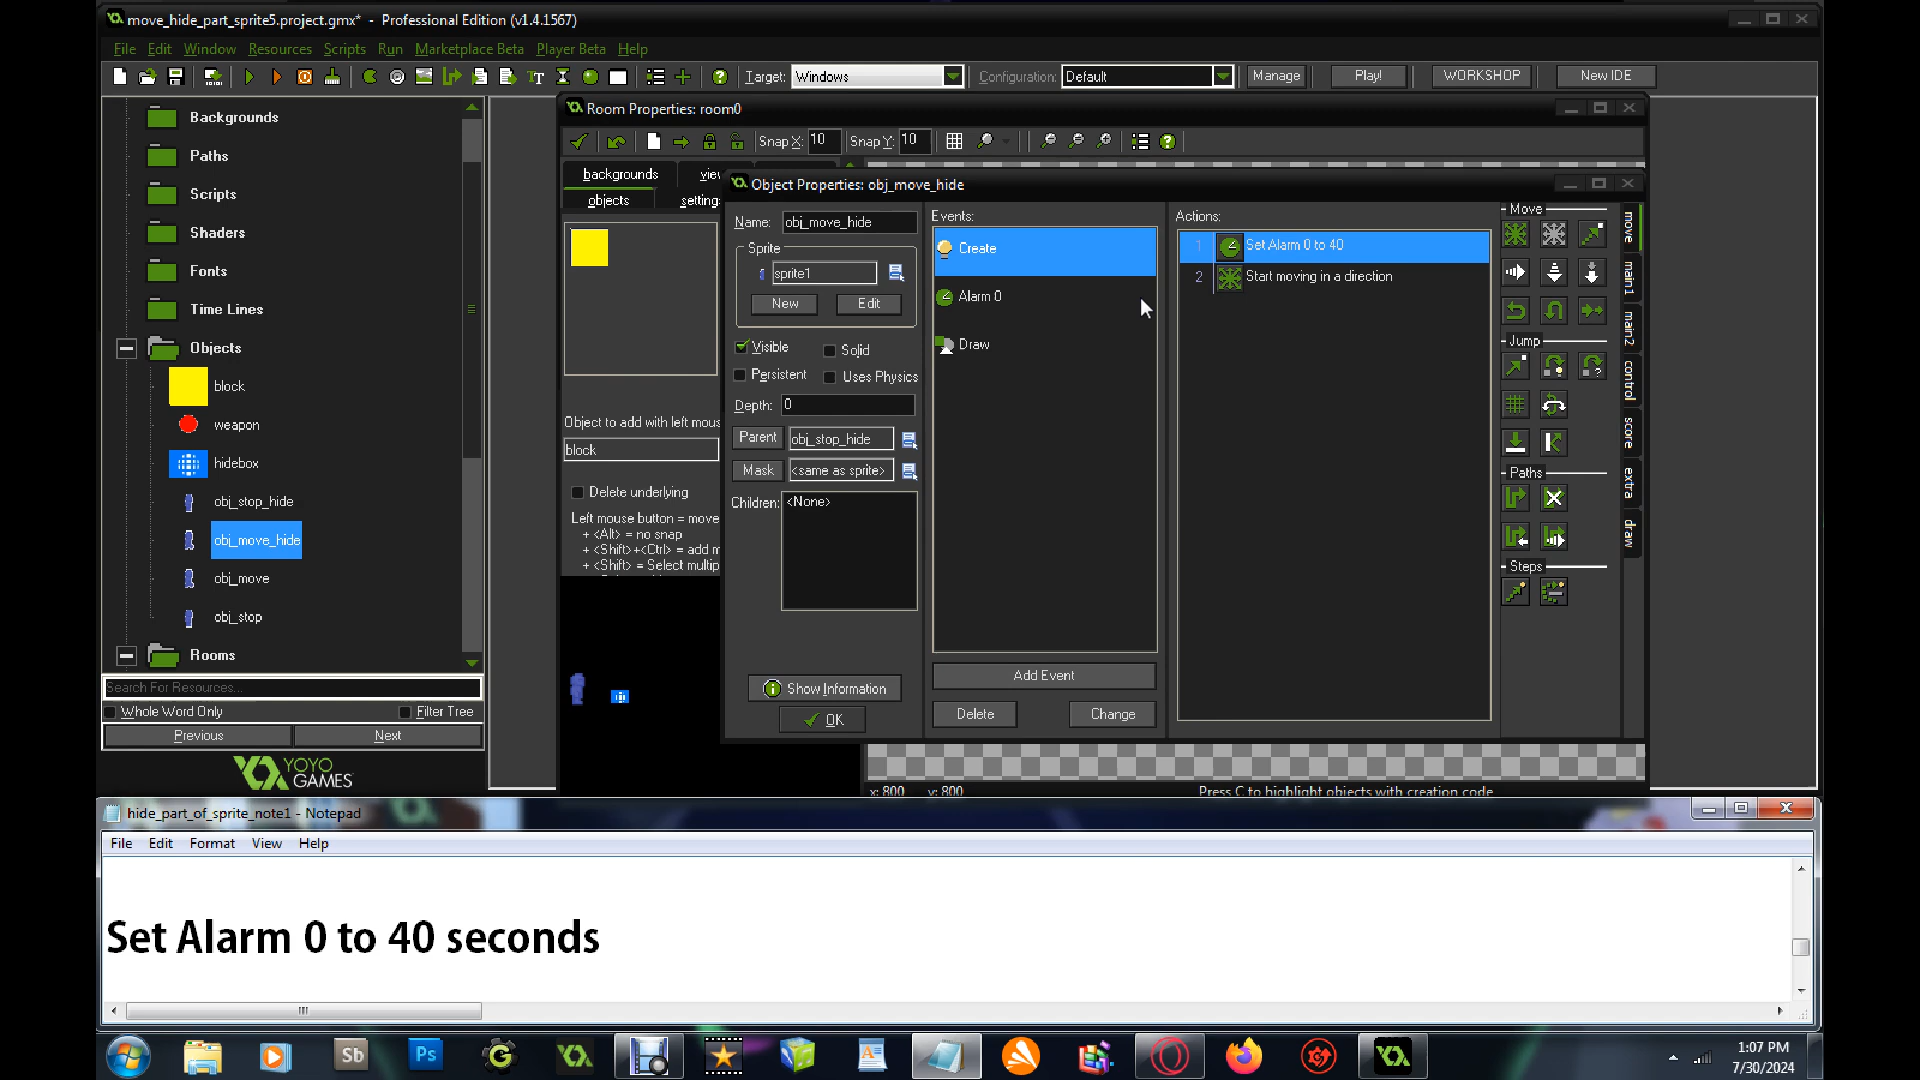 move_hide_part_sprite5.project.gmx* - Professional Edition (v1.4.1567)
File Edit Window Resources Scripts Run Marketplace Beta Player Beta Help
Target: Windows Configuration: Default Manage Play! WORKSHOP New IDE
Backgrounds
Paths
Scripts
Shaders
Fonts
Time Lines
Objects
block
weapon
hidebox
obj_stop_hide
obj_move_hide
obj_move
obj_stop
Rooms
Search For Resources...
Whole Word Only Filter Tree
Previous Next
YOYO
GAMES
Room Properties: room0
Snap X: 10 Snap Y: 10
backgrounds
objects settings
Object to add with left mous
block
Delete underlying
Left mouse button = move
+ <Alt> = no snap
+ <Shift>+<Ctrl> = add m
+ <Shift> = Select multip
Object Properties: obj_move_hide
Name: obj_move_hide
Sprite
sprite1
New Edit
Visible Solid
Persistent Uses Physics
Depth: 0
Parent obj_stop_hide
Mask <same as sprite>
Children: <None>
Show Information
OK
Events:
Create
Alarm 0
Draw
Add Event
Delete Change
Actions:
1 Set Alarm 0 to 40
2 Start moving in a direction
Move
Jump
Paths
Steps
move
main1
main2
control
score
extra
draw
x: 800 y: 800 Press C to highlight objects with creation code
hide_part_of_sprite_note1 - Notepad
File Edit Format View Help
Set Alarm 0 to 40 seconds
Sb
Ps
1:07 PM
7/30/2024